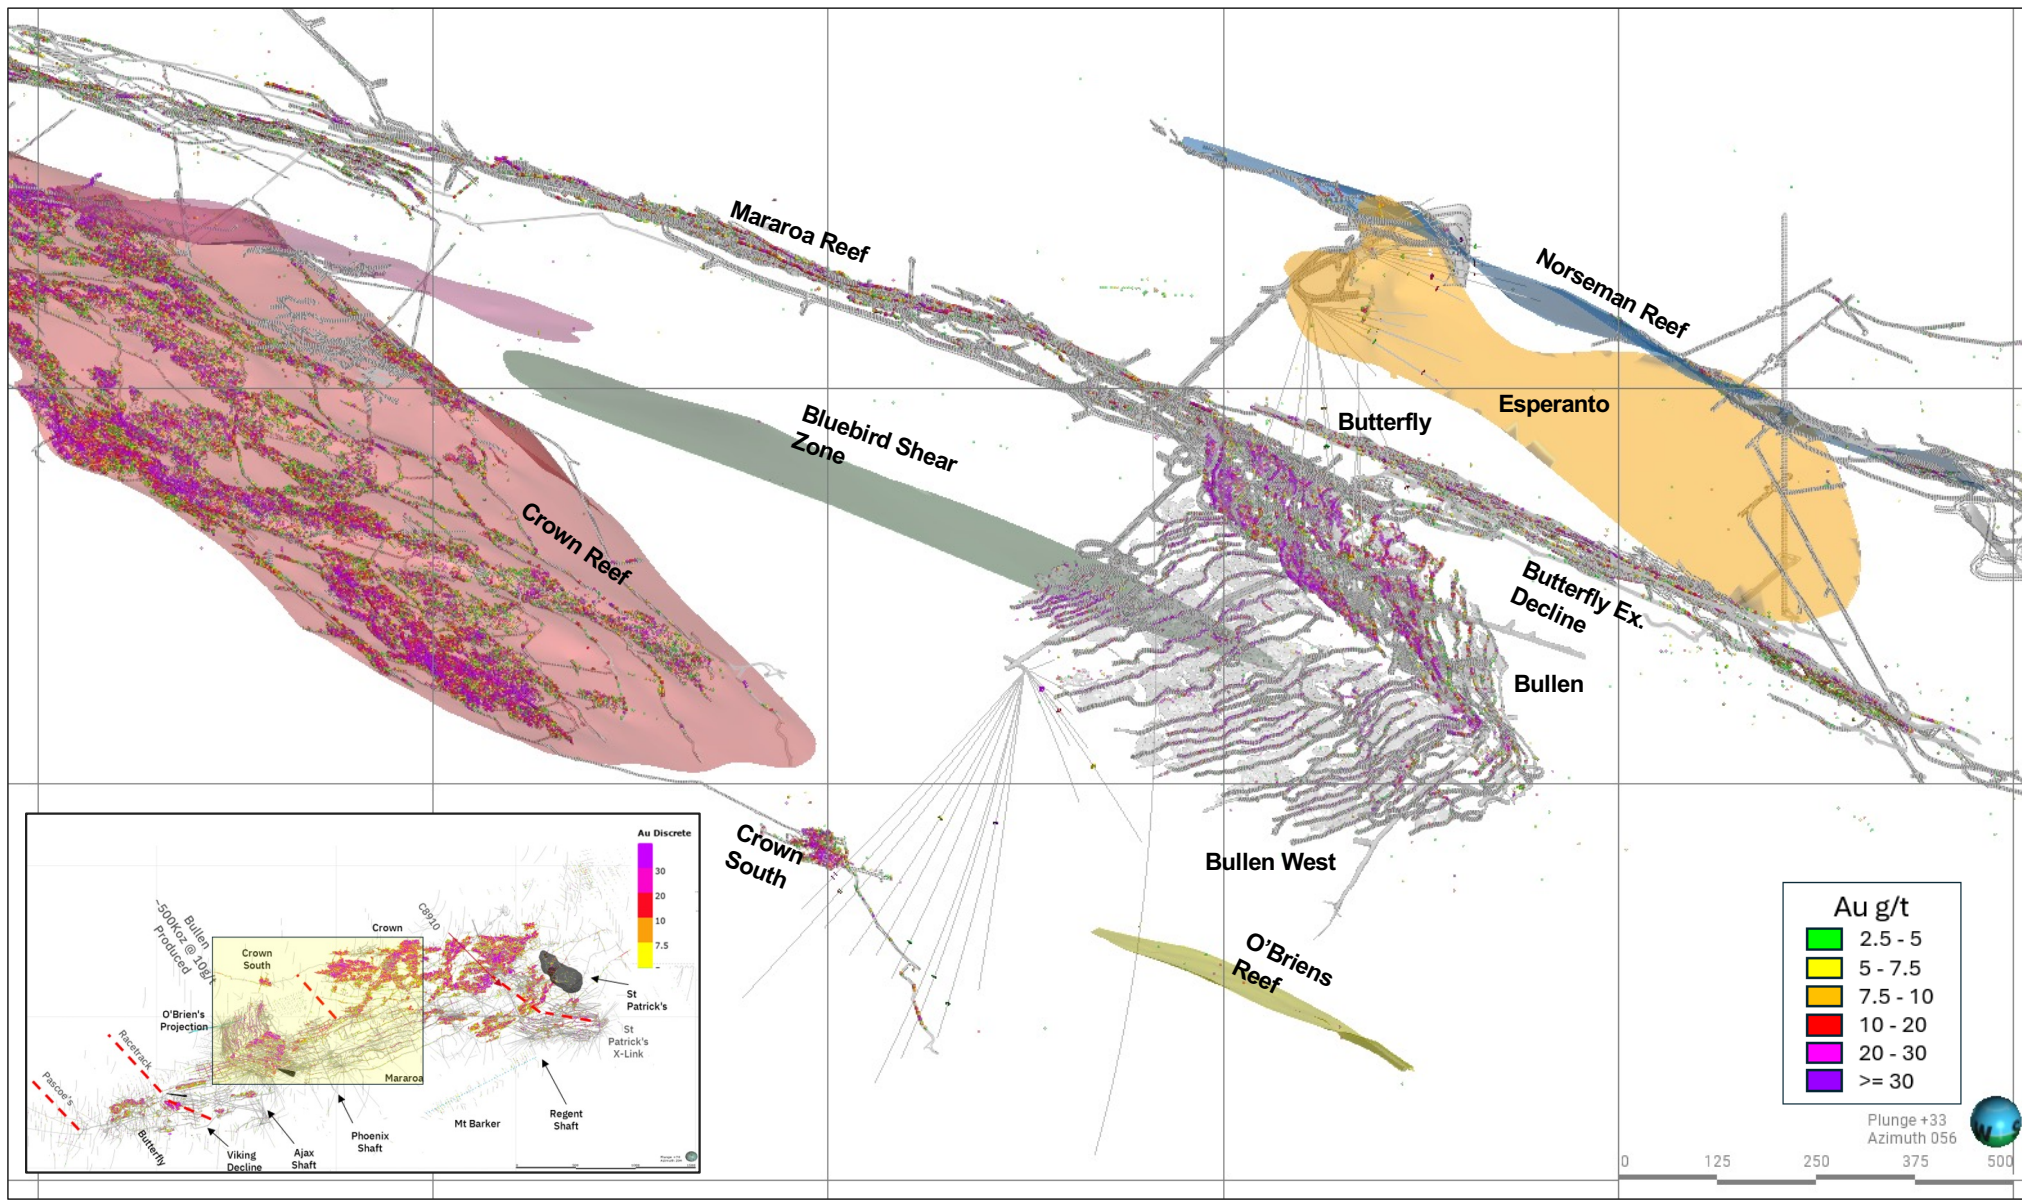 Mararoa Reef
Norseman Reef
Esperanto
Butterfly
Bluebird Shear
Zone
Crown Reef
Butterfly Ex.
Decline
Bullen
Crown
South
Bullen West
O'Briens
Reef
Au g/t
2.5 - 5
5 - 7.5
7.5 - 10
10 - 20
20 - 30
>= 30
Plunge +33
Azimuth 056
W
S
0 125 250 375 500
Au Discrete
30
20
10
7.5
Bullen
~500Koz @ 10g/t
Produced
Crown
South
Crown
C8910
St
Patrick's
St
Patrick's
X-Link
O'Brien's
Projection
Racetrack
Pascoe's
Mararoa
Butterfly
Viking
Decline
Ajax
Shaft
Phoenix
Shaft
Mt Barker
Regent
Shaft